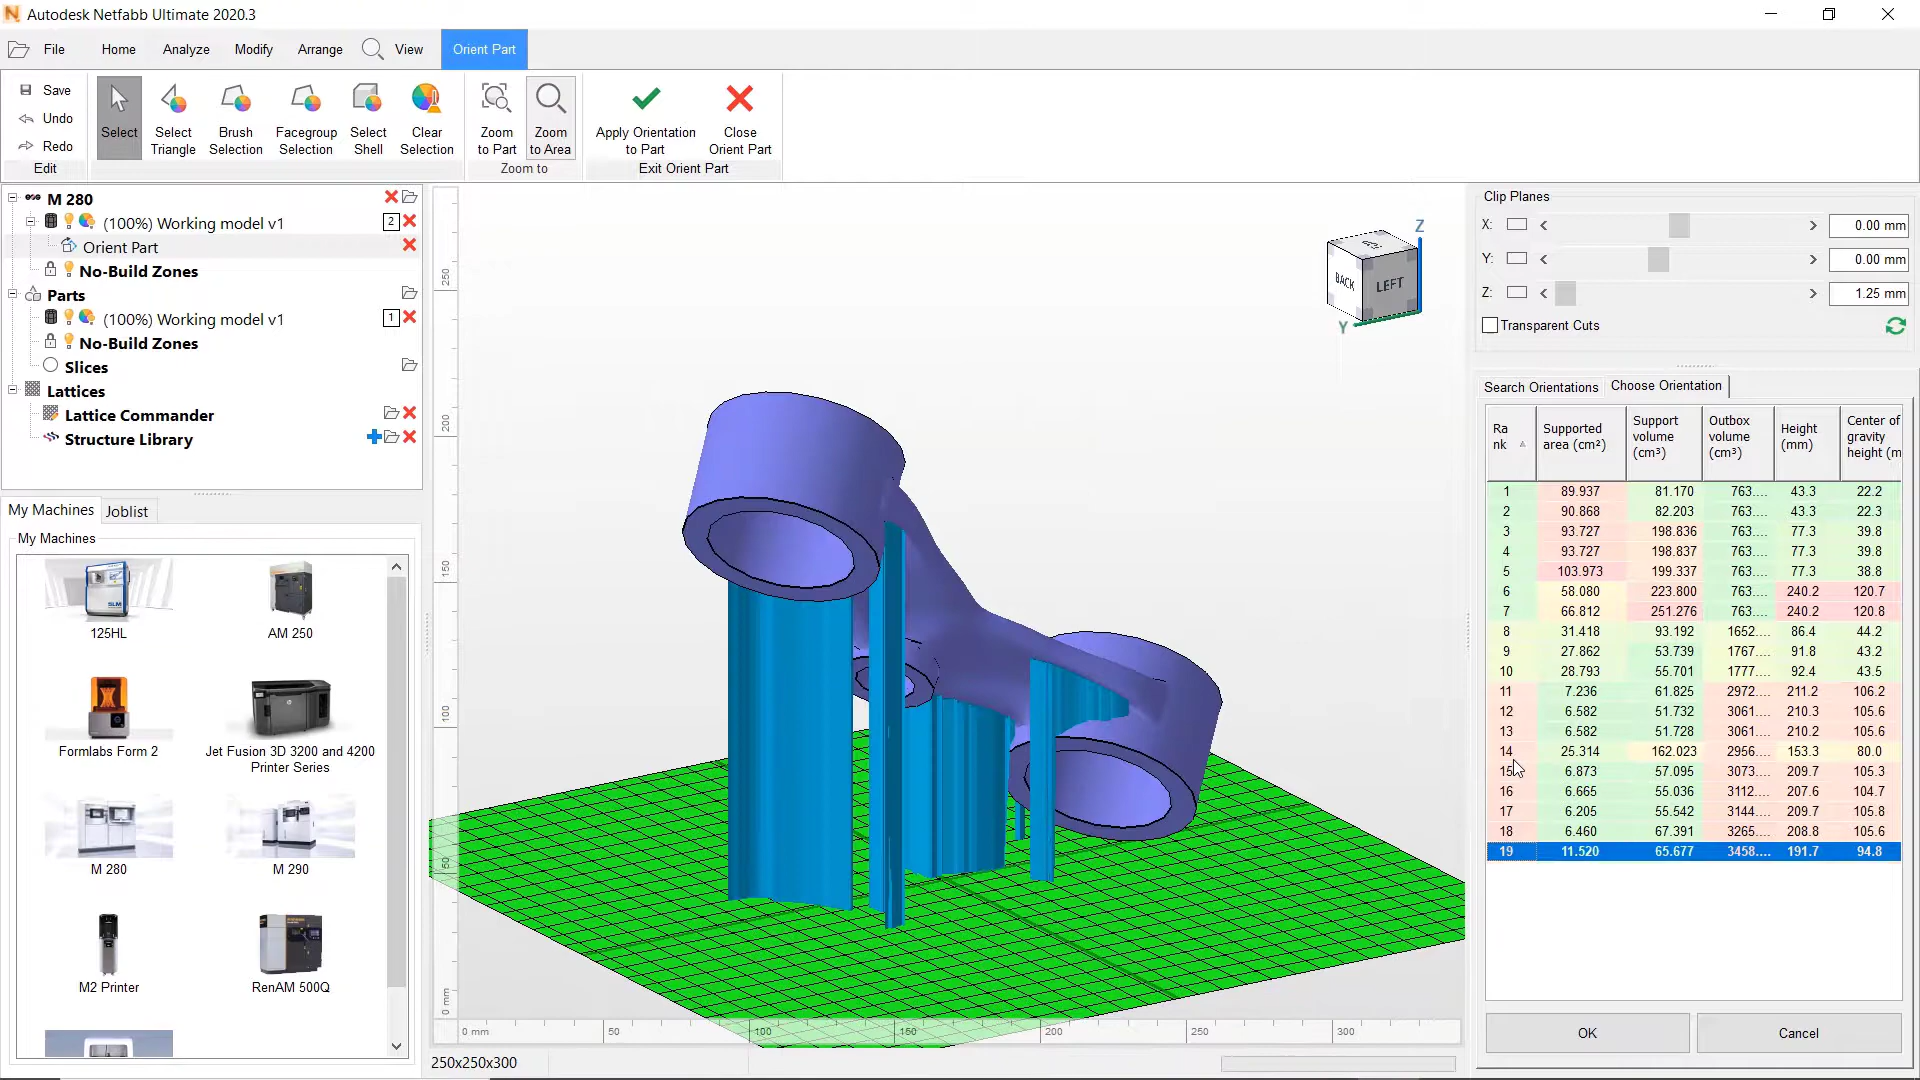 Autodesk Netfabb Ultimate 2020.3
File Home Analyze Modify Arrange View Orient Part
Save
Undo
Redo
Edit
Select
Select Triangle
Brush Selection
Facegroup Selection
Select Shell
Clear Selection
Zoom to Part
Zoom to Area
Zoom to
Apply Orientation to Part
Close Orient Part
Exit Orient Part
M 280
(100%) Working model v1 2
Orient Part
No-Build Zones
Parts
(100%) Working model v1 1
No-Build Zones
Slices
Lattices
Lattice Commander
Structure Library
My Machines Joblist
My Machines
125HL
AM 250
Formlabs Form 2
Jet Fusion 3D 3200 and 4200
Printer Series
M 280
M 290
M2 Printer
RenAM 500Q
250
200
150
100
50
0 mm
0 mm 50 100 150 200 250 300
250x250x300
Z
BACK LEFT
Y
Clip Planes
X: < > 0.00 mm
Y: < > 0.00 mm
Z: < > 1.25 mm
Transparent Cuts
Search Orientations Choose Orientation
Ra
nk
Supported
area (cm²)
Support
volume
(cm³)
Outbox
volume
(cm³)
Height
(mm)
Center of
gravity
height (m
1 89.937 81.170 763.... 43.3 22.2
2 90.868 82.203 763.... 43.3 22.3
3 93.727 198.836 763.... 77.3 39.8
4 93.727 198.837 763.... 77.3 39.8
5 103.973 199.337 763.... 77.3 38.8
6 58.080 223.800 763.... 240.2 120.7
7 66.812 251.276 763.... 240.2 120.8
8 31.418 93.192 1652.... 86.4 44.2
9 27.862 53.739 1767.... 91.8 43.2
10 28.793 55.701 1777.... 92.4 43.5
11 7.236 61.825 2972.... 211.2 106.2
12 6.582 51.732 3061.... 210.3 105.6
13 6.582 51.728 3061.... 210.2 105.6
14 25.314 162.023 2956.... 153.3 80.0
15 6.873 57.095 3073.... 209.7 105.3
16 6.665 55.036 3112.... 207.6 104.7
17 6.205 55.542 3144.... 209.7 105.8
18 6.460 67.391 3265.... 208.8 105.6
19 11.520 65.677 3458.... 191.7 94.8
OK Cancel